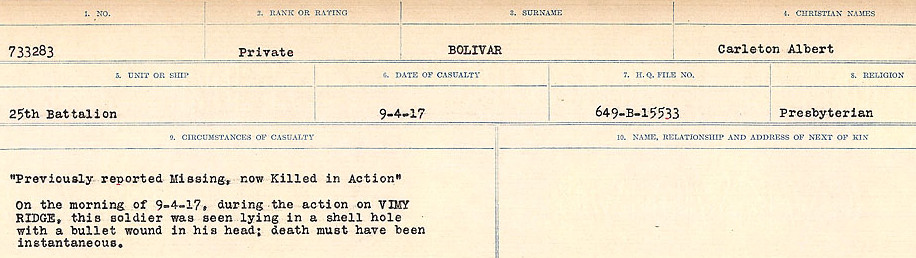 1. NO. 2. RANK OR RATING 3. SURNAME 4. CHRISTIAN NAMES
733283 Private BOLIVAR Carleton Albert
5. UNIT OR SHIP 6. DATE OF CASUALTY 7. H.Q. FILE NO. 8. RELIGION
25th Battalion 9-4-17 649-B-15533 Presbyterian
9. CIRCUMSTANCES OF CASUALTY 10. NAME, RELATIONSHIP AND ADDRESS OF NEXT OF KIN
"Previously reported Missing, now Killed in Action"
On the morning of 9-4-17, during the action on VIMY
RIDGE, this soldier was seen lying in a shell hole
with a bullet wound in his head; death must have been
instantaneous.